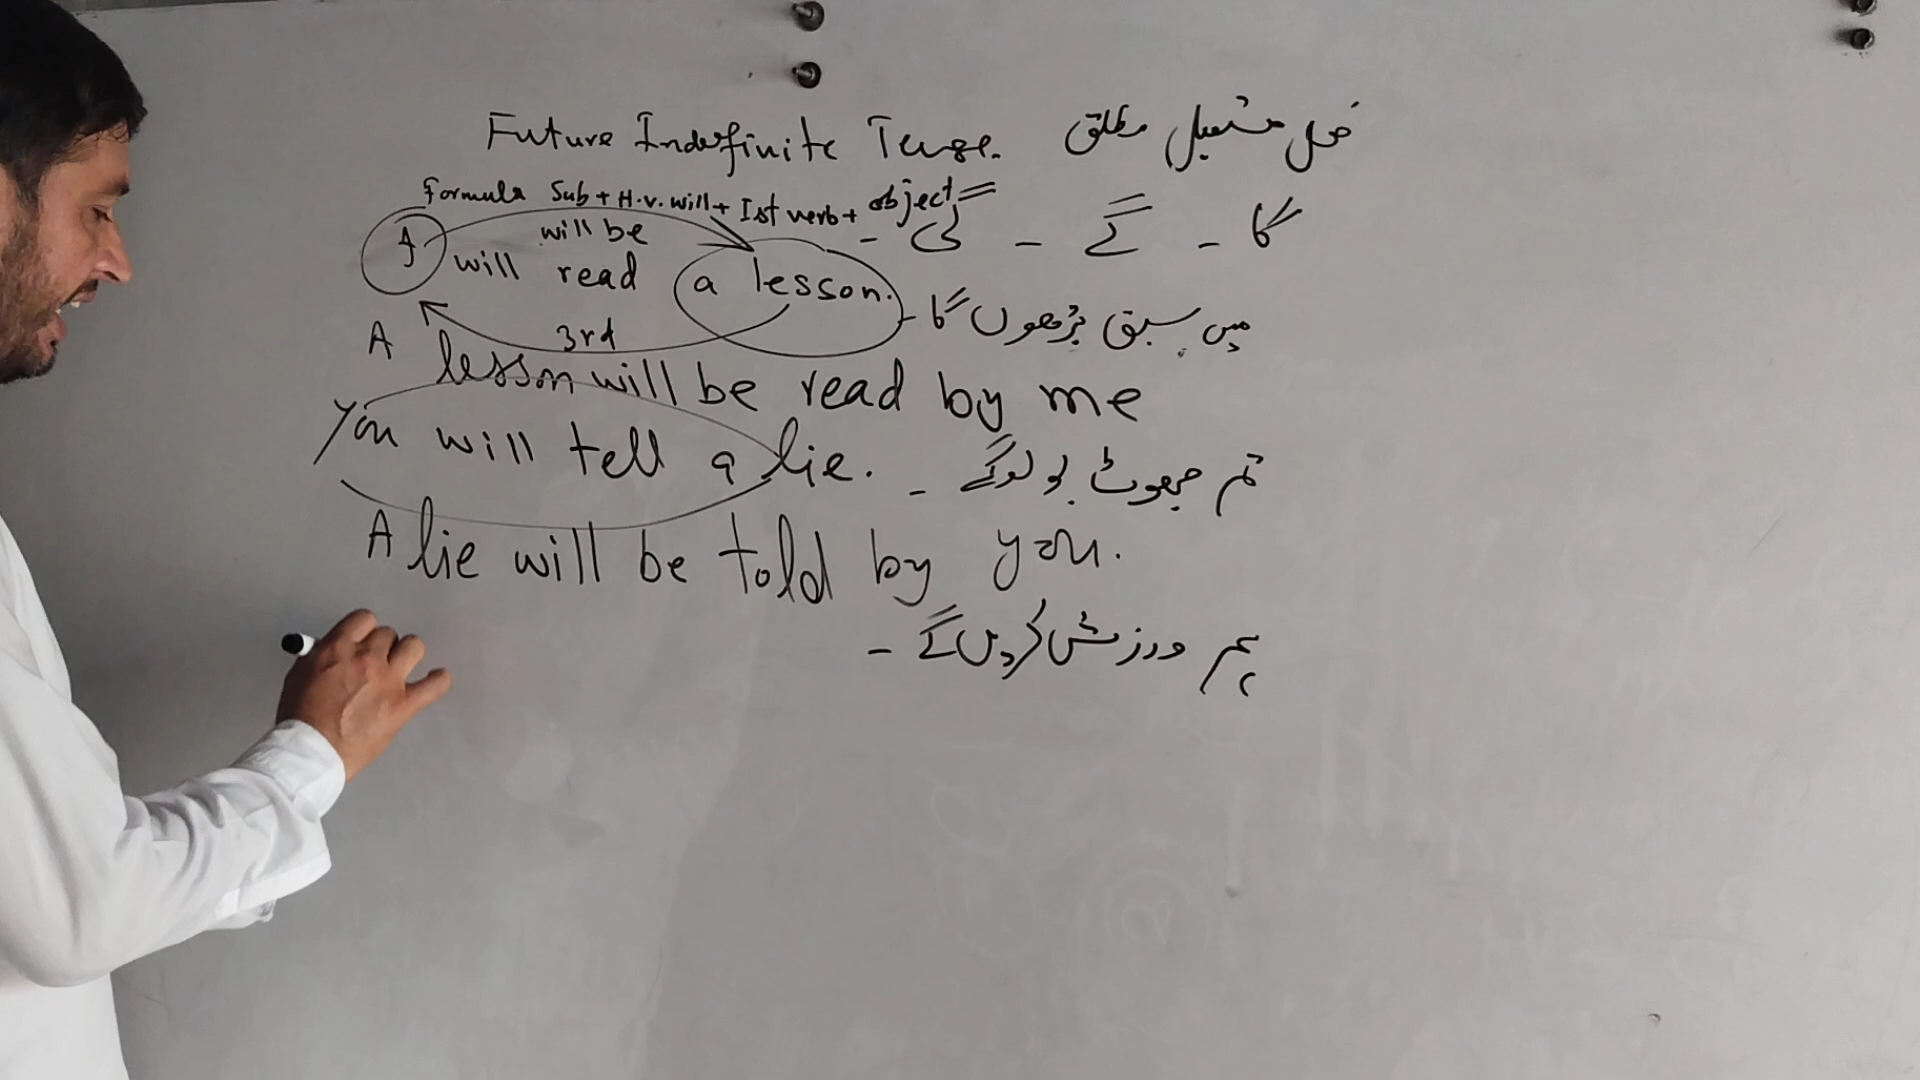 Future Indefinite Tense. فعل مستقبل مطلق
Formula Sub + H.v. will + Ist verb + object
گا - گے - گی -
will be
I will read a lesson. میں سبق پڑھوں گا -
3rd
A lesson will be read by me
You will tell a lie. تم جھوٹ بولو گے -
A lie will be told by you.
ہم ورزش کریں گے -